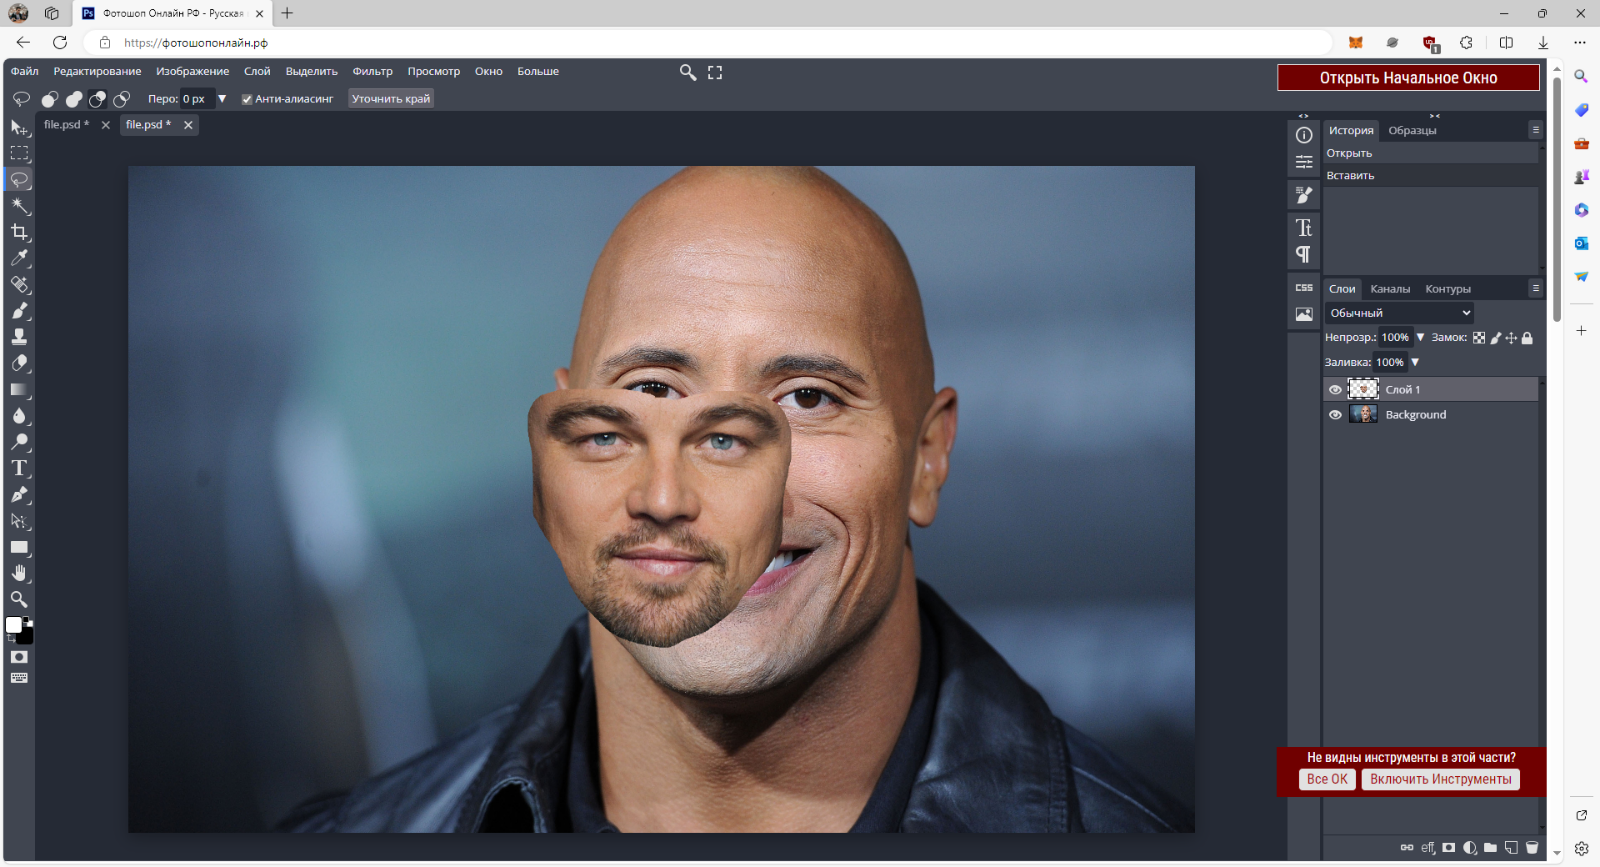 Фотошоп Онлайн РФ - Русская
https://фотошопонлайн.рф
1
Файл Редактирование Изображение Слой Выделить Фильтр Просмотр Окно Больше
Открыть Начальное Окно
Перо: 0 px Анти-алиасинг Уточнить край
file.psd * file.psd *
История Образцы
Открыть
Вставить
CSS
Слои Каналы Контуры
Обычный
Непрозр.: 100% Замок:
Заливка: 100%
Слой 1
Background
Не видны инструменты в этой части?
Все ОК Включить Инструменты
eff